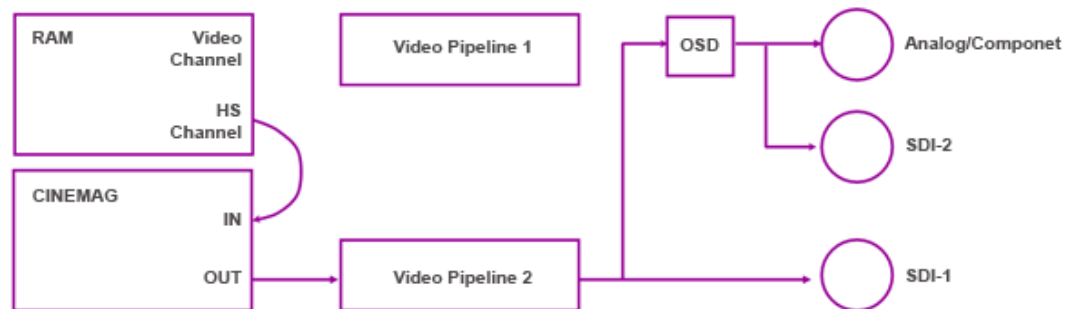 RAM
Video
Channel
HS
Channel
CINEMAG
IN
OUT
Video Pipeline 1
Video Pipeline 2
OSD
Analog/Componet
SDI-2
SDI-1